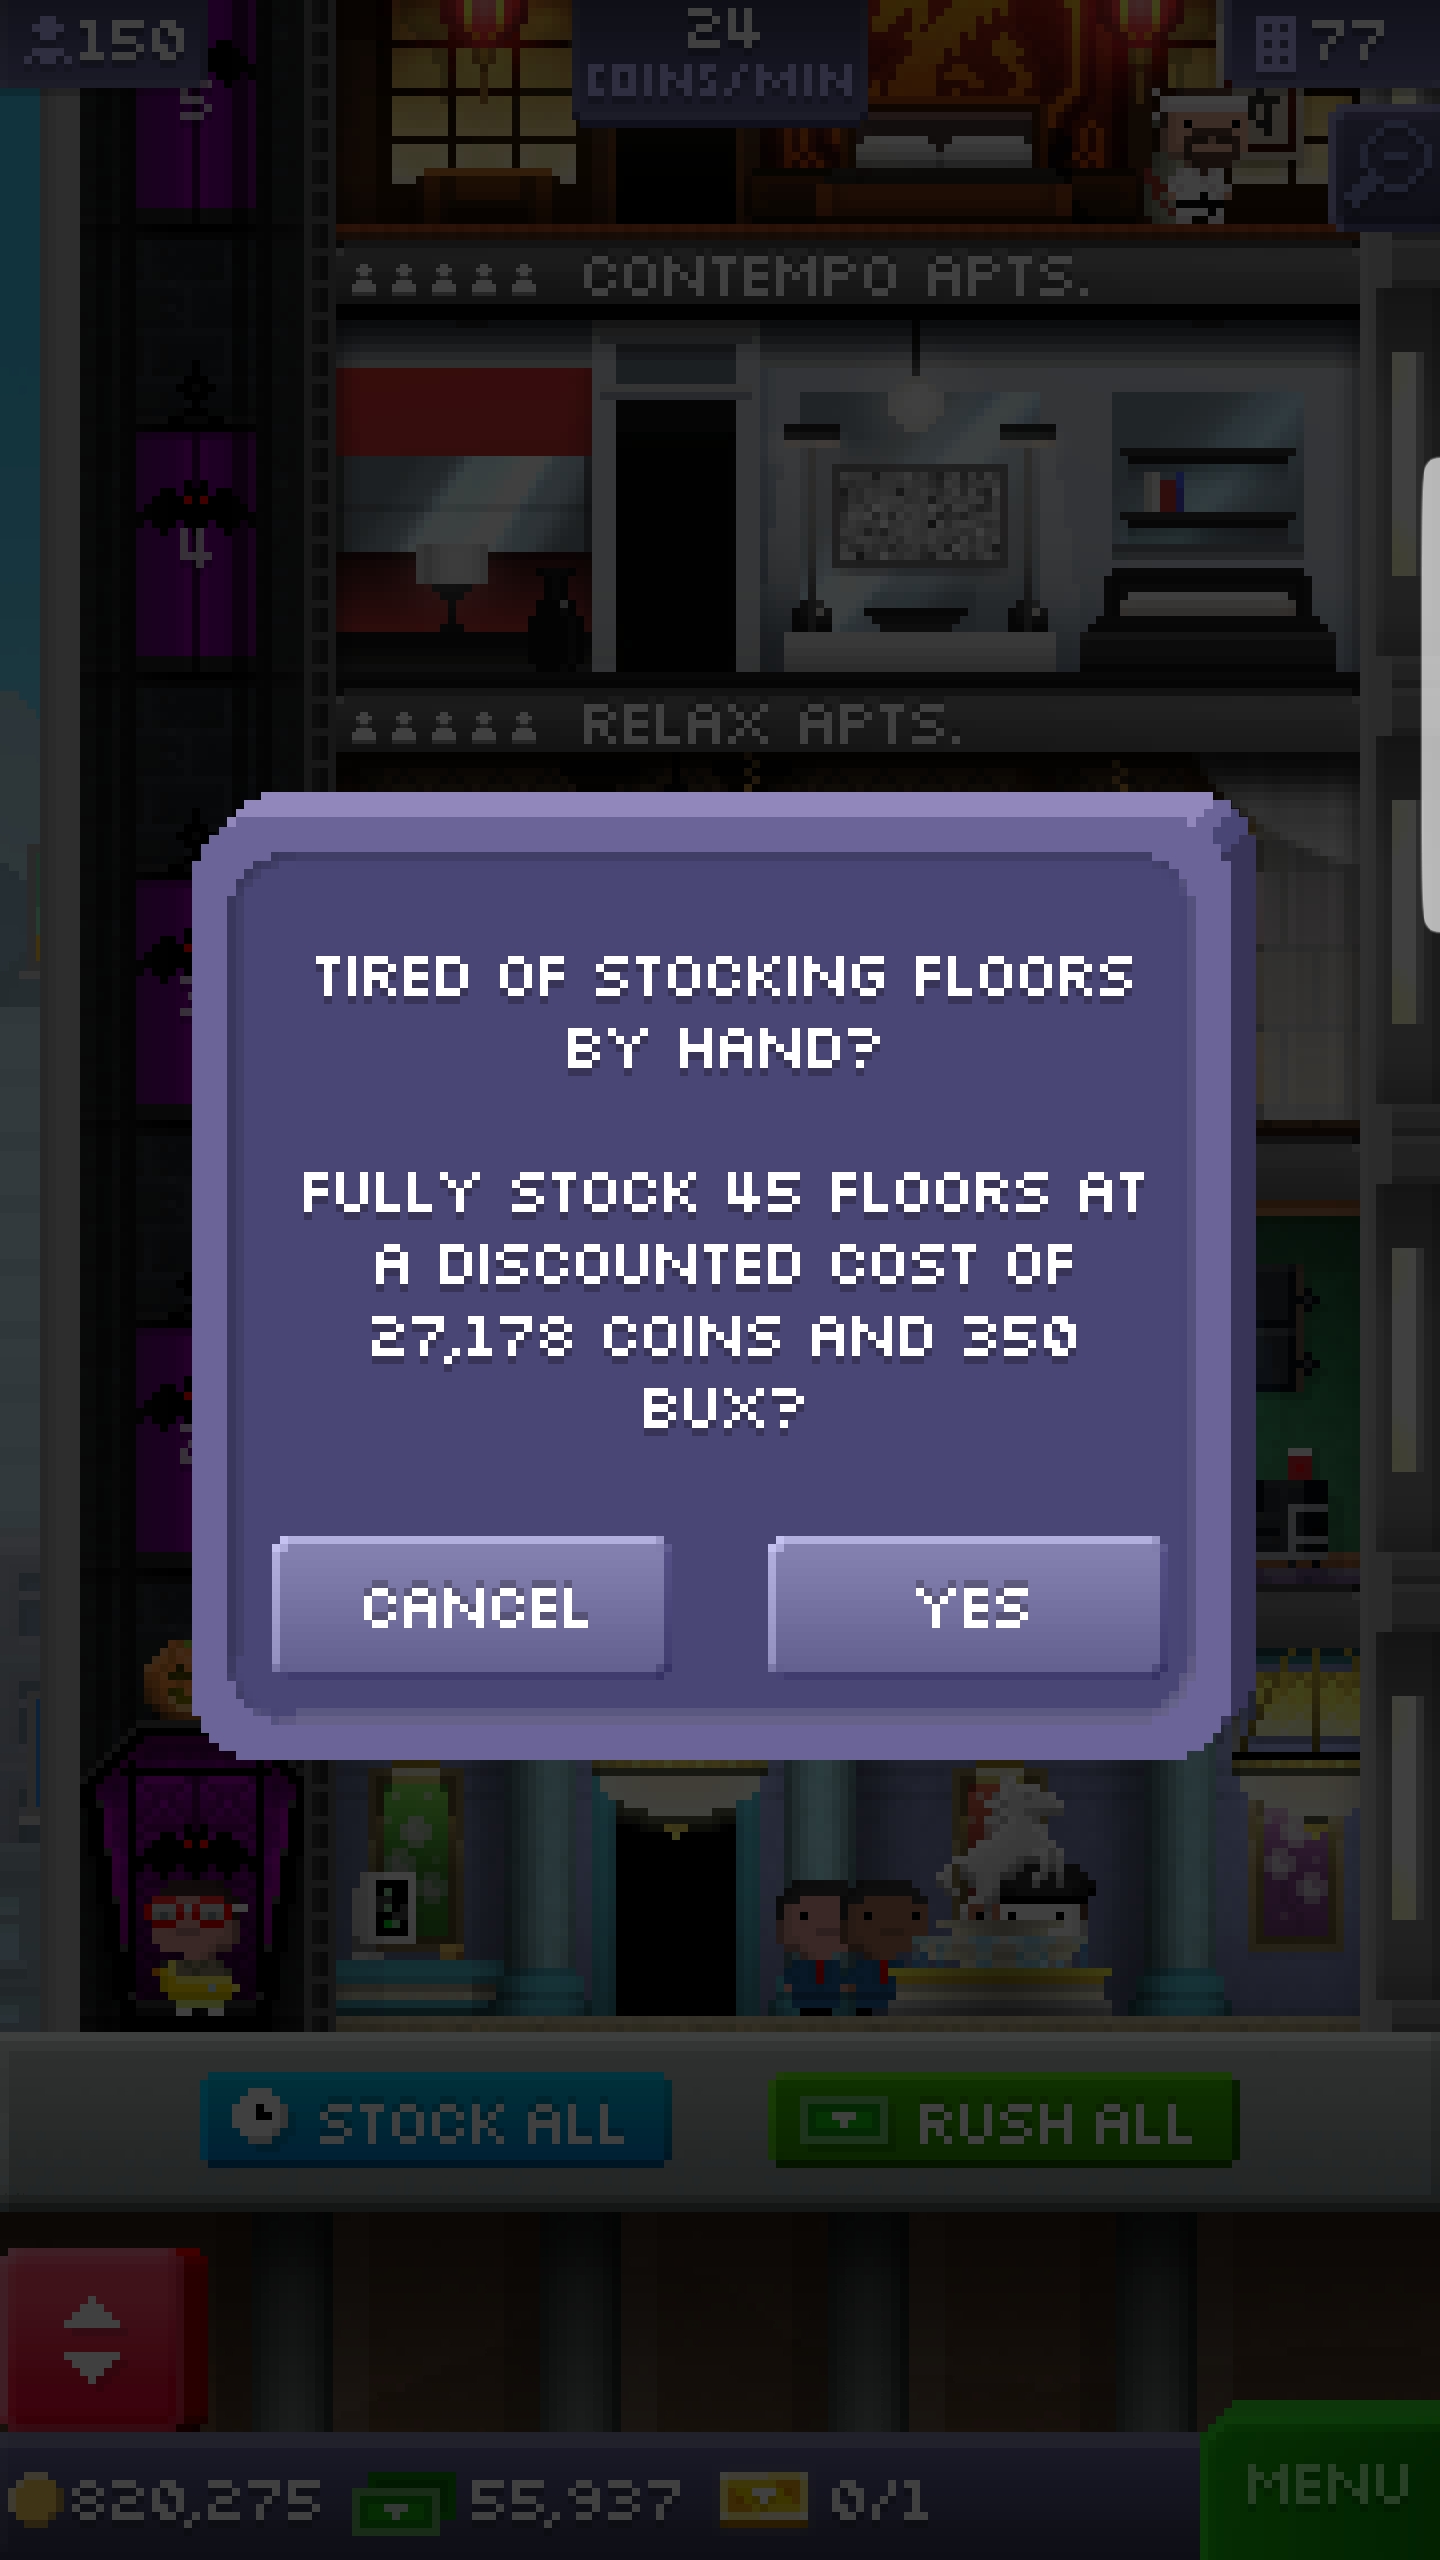 150
24
COINS/MIN
77
5
CONTEMPO APTS.
4
RELAX APTS.
TIRED OF STOCKING FLOORS
BY HAND?
FULLY STOCK 45 FLOORS AT
A DISCOUNTED COST OF
27,178 COINS AND 350
BUX?
CANCEL
YES
STOCK ALL
RUSH ALL
820,275
55,937
0/1
MENU